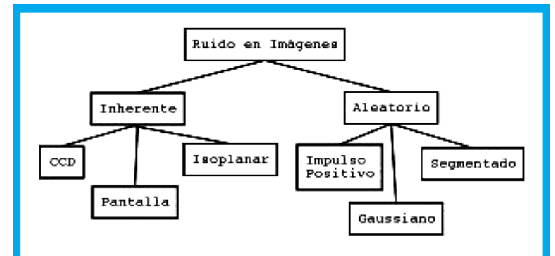 Ruido en Imágenes
Inherente
Aleatorio
CCD
Pantalla
Isoplanar
Impulso
Positivo
Gaussiano
Segmentado